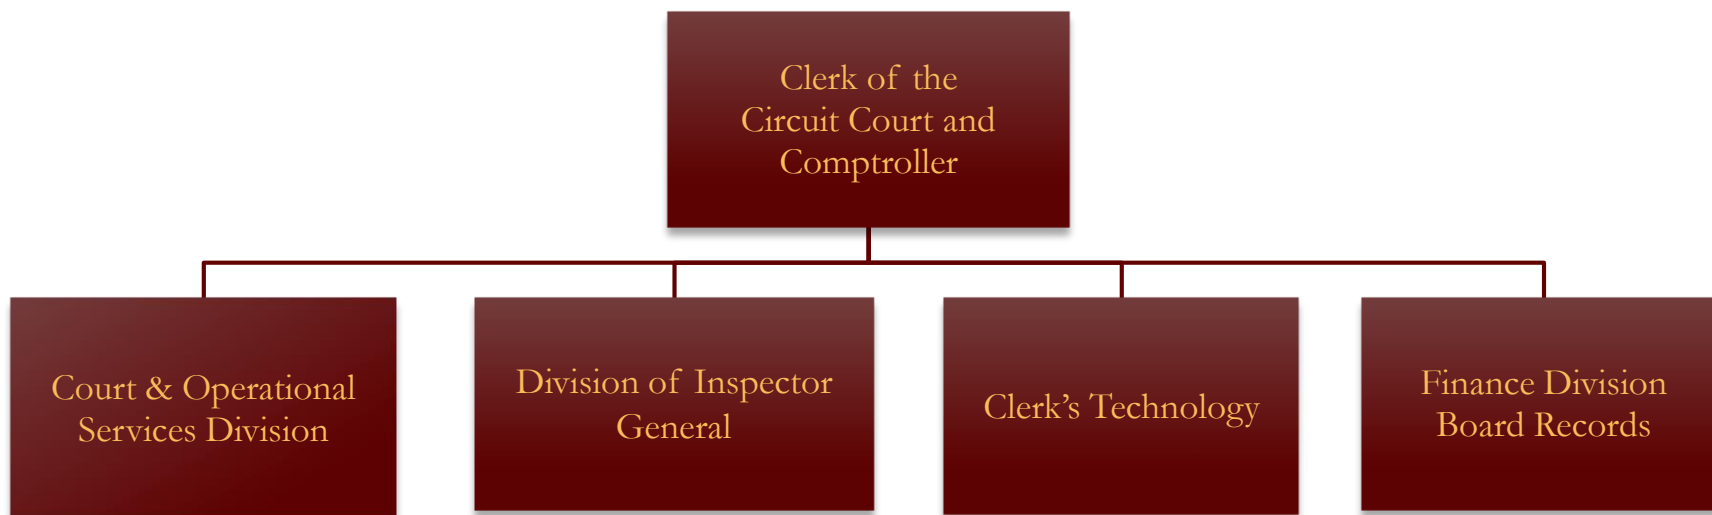 Clerk of the
Circuit Court and
Comptroller
Court & Operational
Services Division
Division of Inspector
General
Clerk’s Technology
Finance Division
Board Records